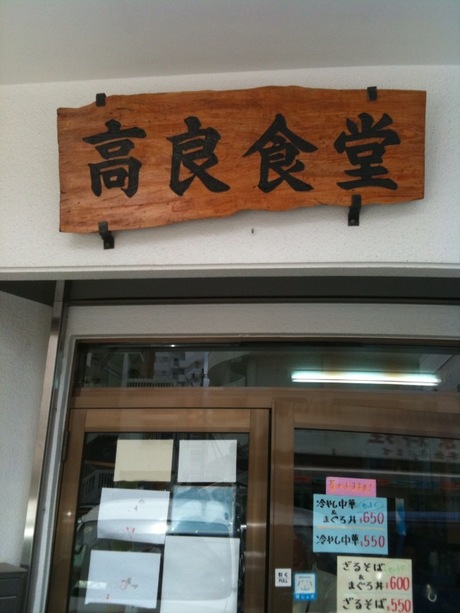 高良食堂
冷やし中華
&
まぐろ丼 ¥650
冷やし中華 ¥550
ざるそば
&
まぐろ丼 ¥600
ざるそば ¥550